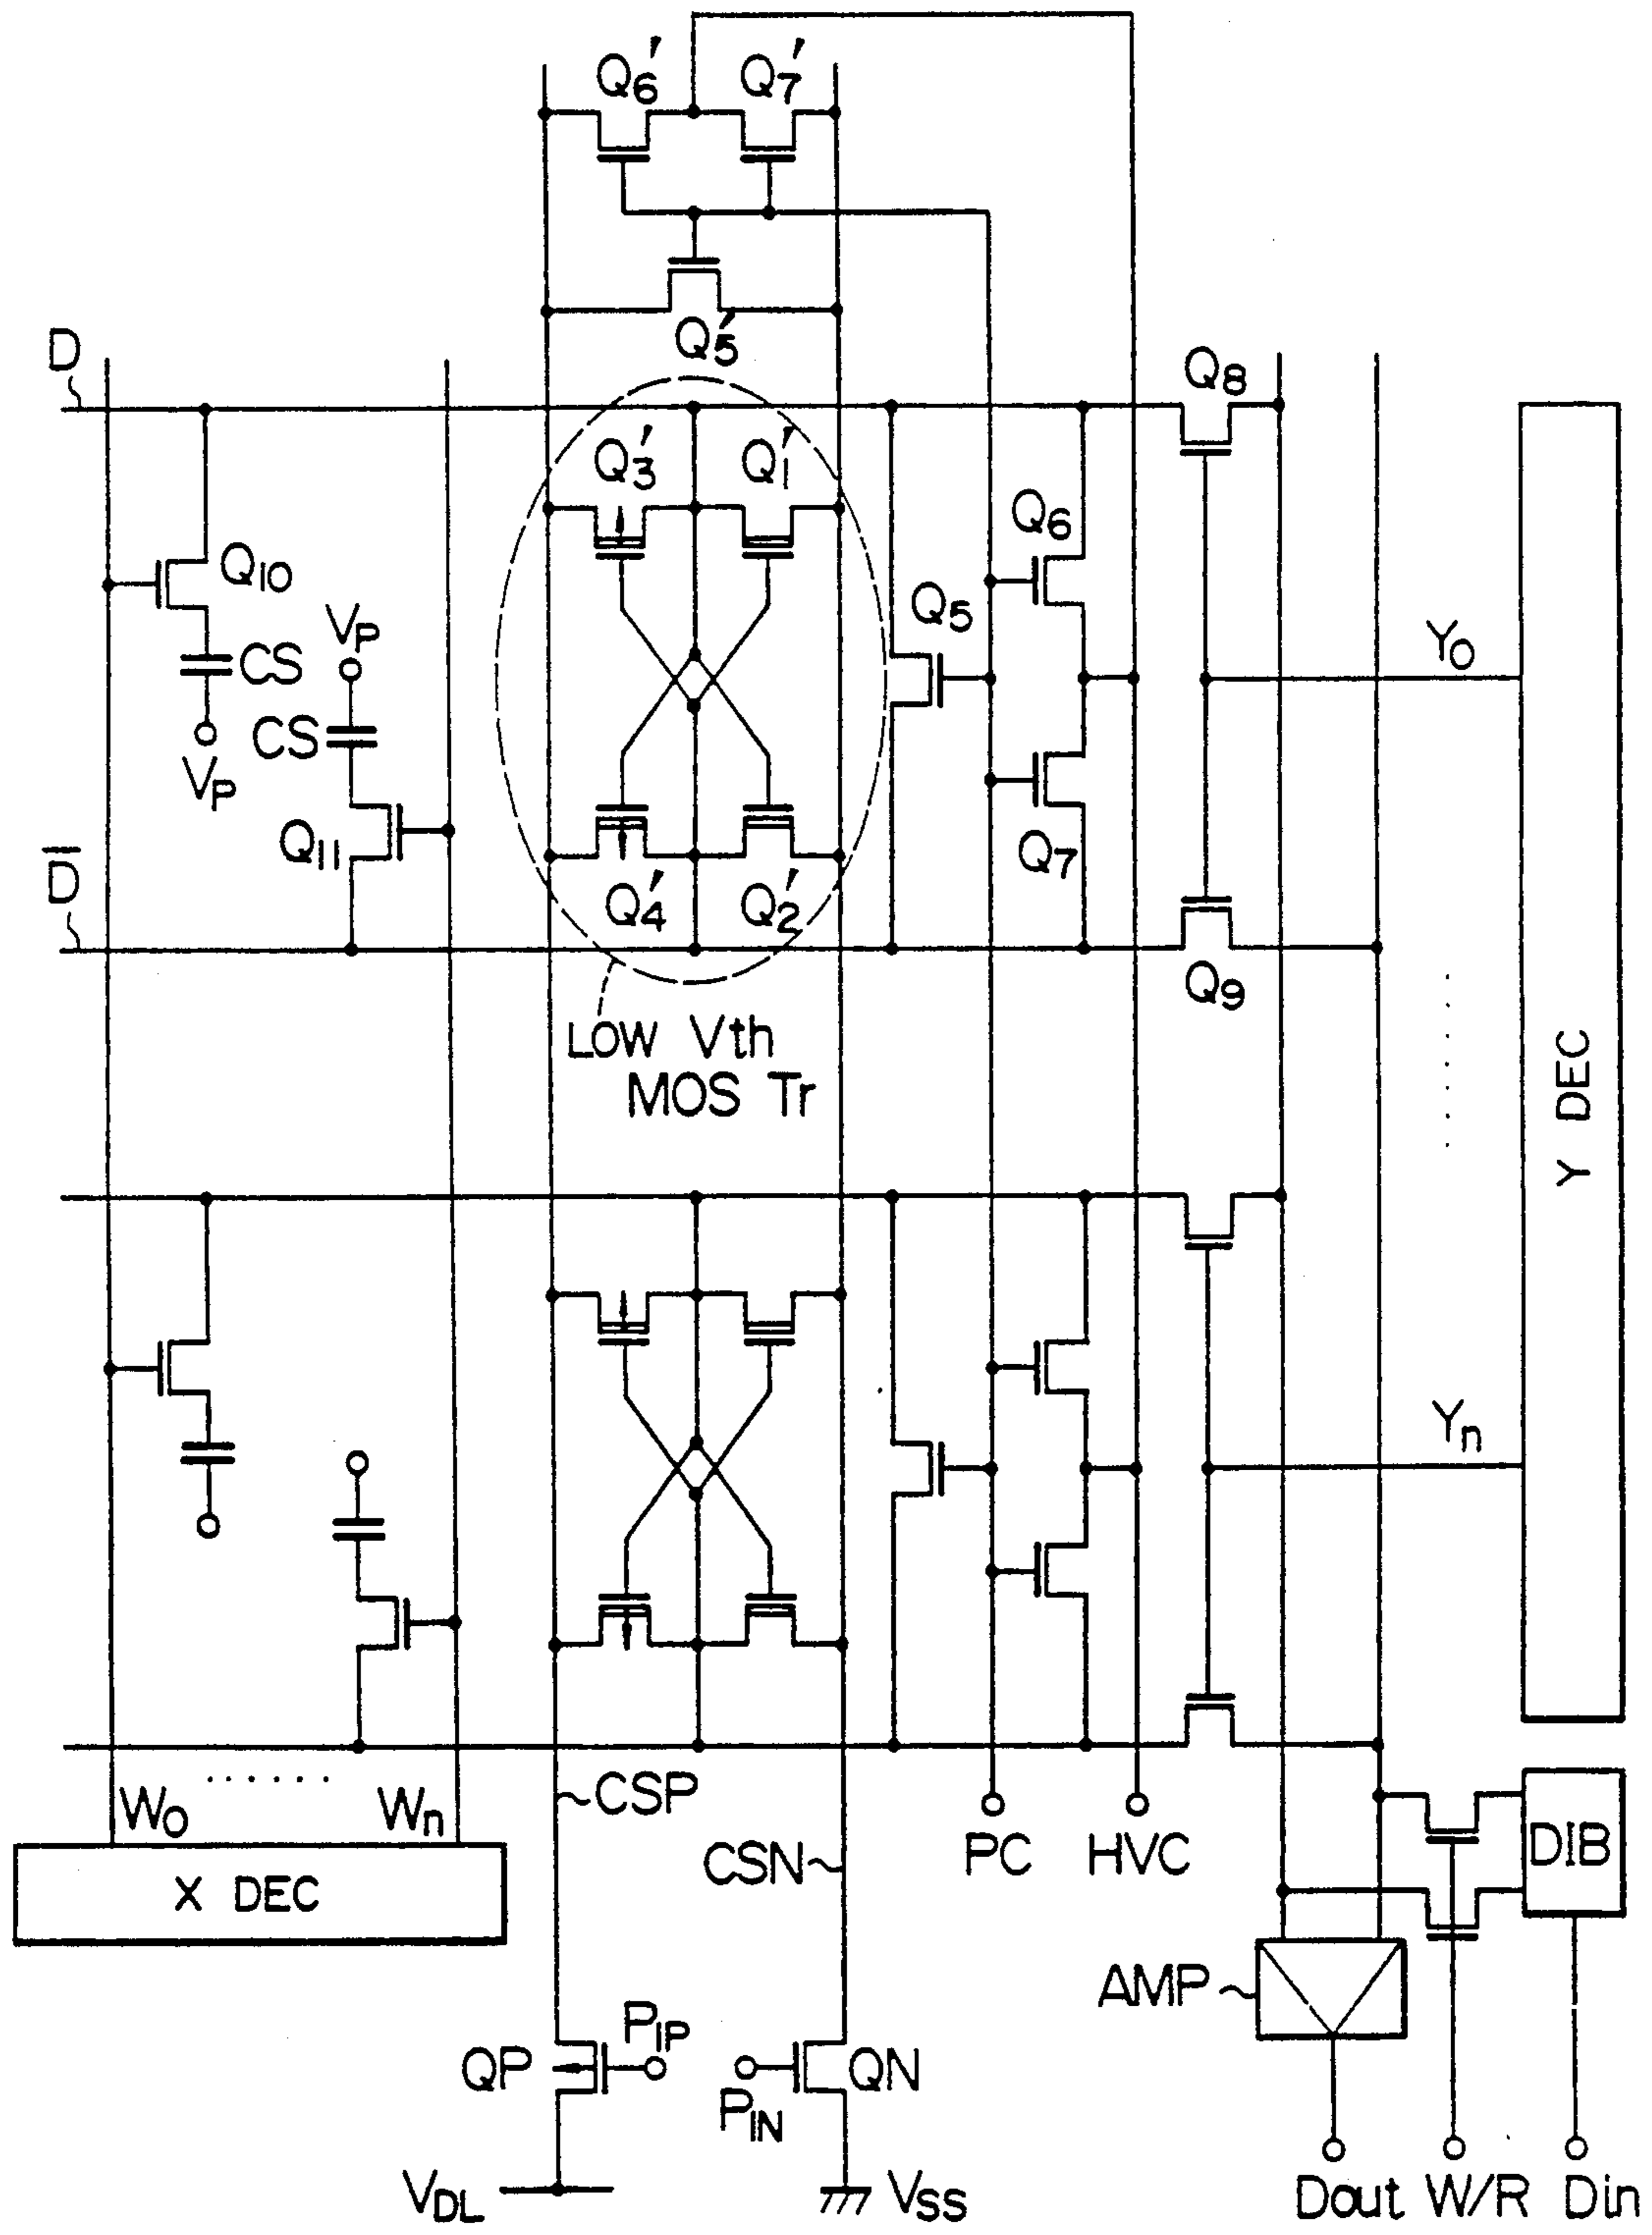 Q6' Q7'
Q5'
D
Q8
Q3' Q1'
Q10
Q6
Q5
VP
CS
Y0
CS
VP
Q11
Q7
D̅
Q4' Q2'
Q9
LOW Vth
MOS Tr
Y DEC
Yn
W0 ...... Wn
CSP
CSN
PC HVC
DIB
X DEC
AMP
QP PIP
PIN QN
VDL
VSS
Dout W/R Din